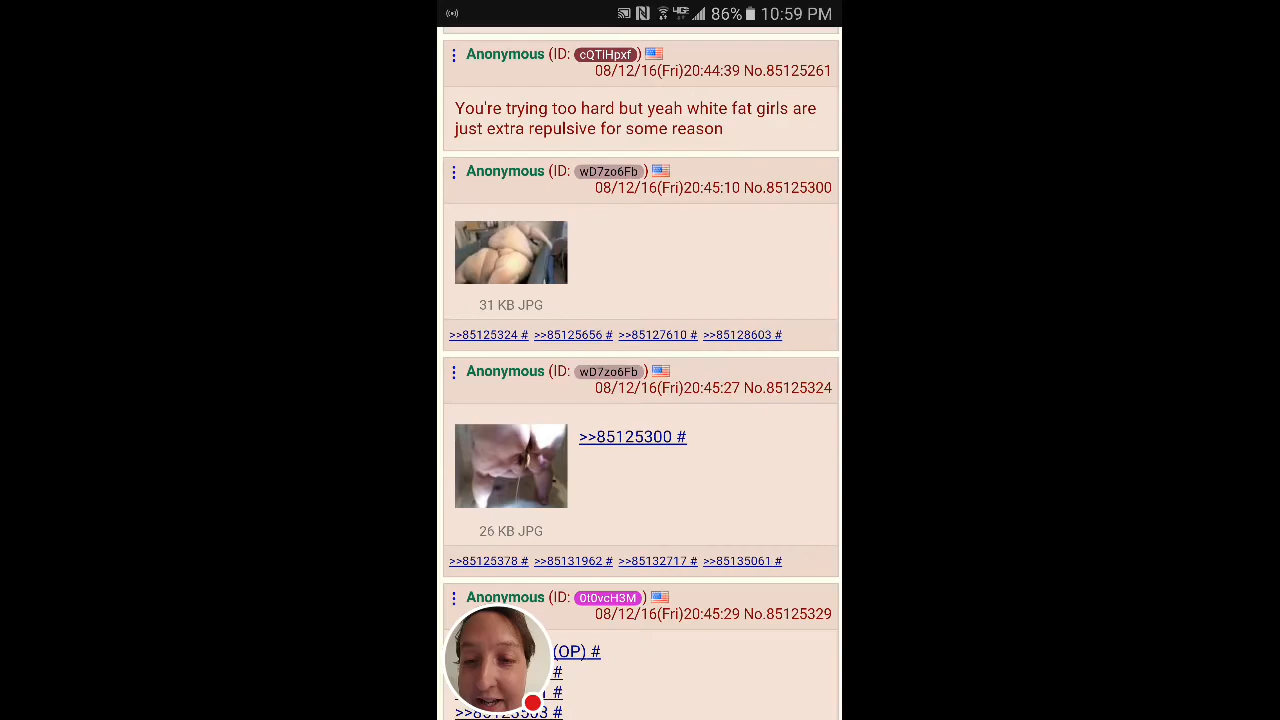 86% 10:59 PM
Anonymous (ID: cQTlHpxf)
08/12/16(Fri)20:44:39 No.85125261
You're trying too hard but yeah white fat girls are
just extra repulsive for some reason
Anonymous (ID: wD7zo6Fb)
08/12/16(Fri)20:45:10 No.85125300
31 KB JPG
>>85125324 # >>85125656 # >>85127610 # >>85128603 #
Anonymous (ID: wD7zo6Fb)
08/12/16(Fri)20:45:27 No.85125324
>>85125300 #
26 KB JPG
>>85125378 # >>85131962 # >>85132717 # >>85135061 #
Anonymous (ID: 0t0vcH3M)
08/12/16(Fri)20:45:29 No.85125329
(OP) #
#
#
#